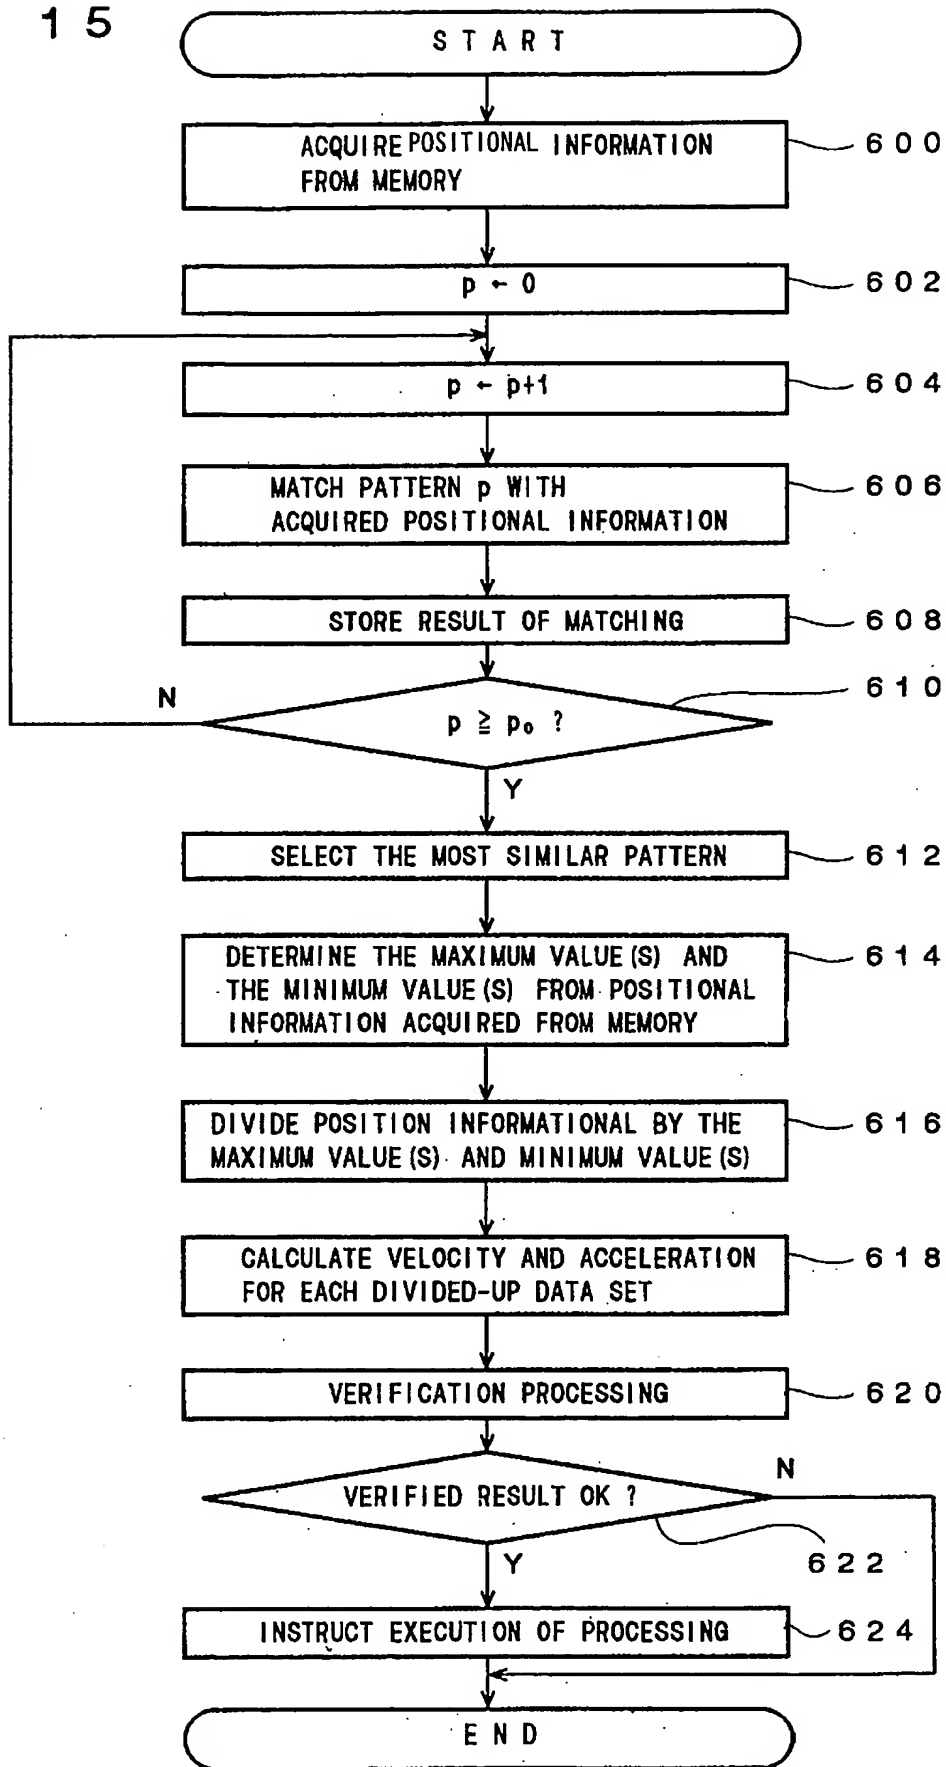 15
START
ACQUIRE POSITIONAL INFORMATION
FROM MEMORY
600
p ← 0
602
p ← p+1
604
MATCH PATTERN p WITH
ACQUIRED POSITIONAL INFORMATION
606
STORE RESULT OF MATCHING
608
610
N
p ≧ p₀ ?
Y
SELECT THE MOST SIMILAR PATTERN
612
DETERMINE THE MAXIMUM VALUE(S) AND
THE MINIMUM VALUE(S) FROM POSITIONAL
INFORMATION ACQUIRED FROM MEMORY
614
DIVIDE POSITION INFORMATIONAL BY THE
MAXIMUM VALUE(S) AND MINIMUM VALUE(S)
616
CALCULATE VELOCITY AND ACCELERATION
FOR EACH DIVIDED-UP DATA SET
618
VERIFICATION PROCESSING
620
N
VERIFIED RESULT OK ?
622
Y
INSTRUCT EXECUTION OF PROCESSING
624
END